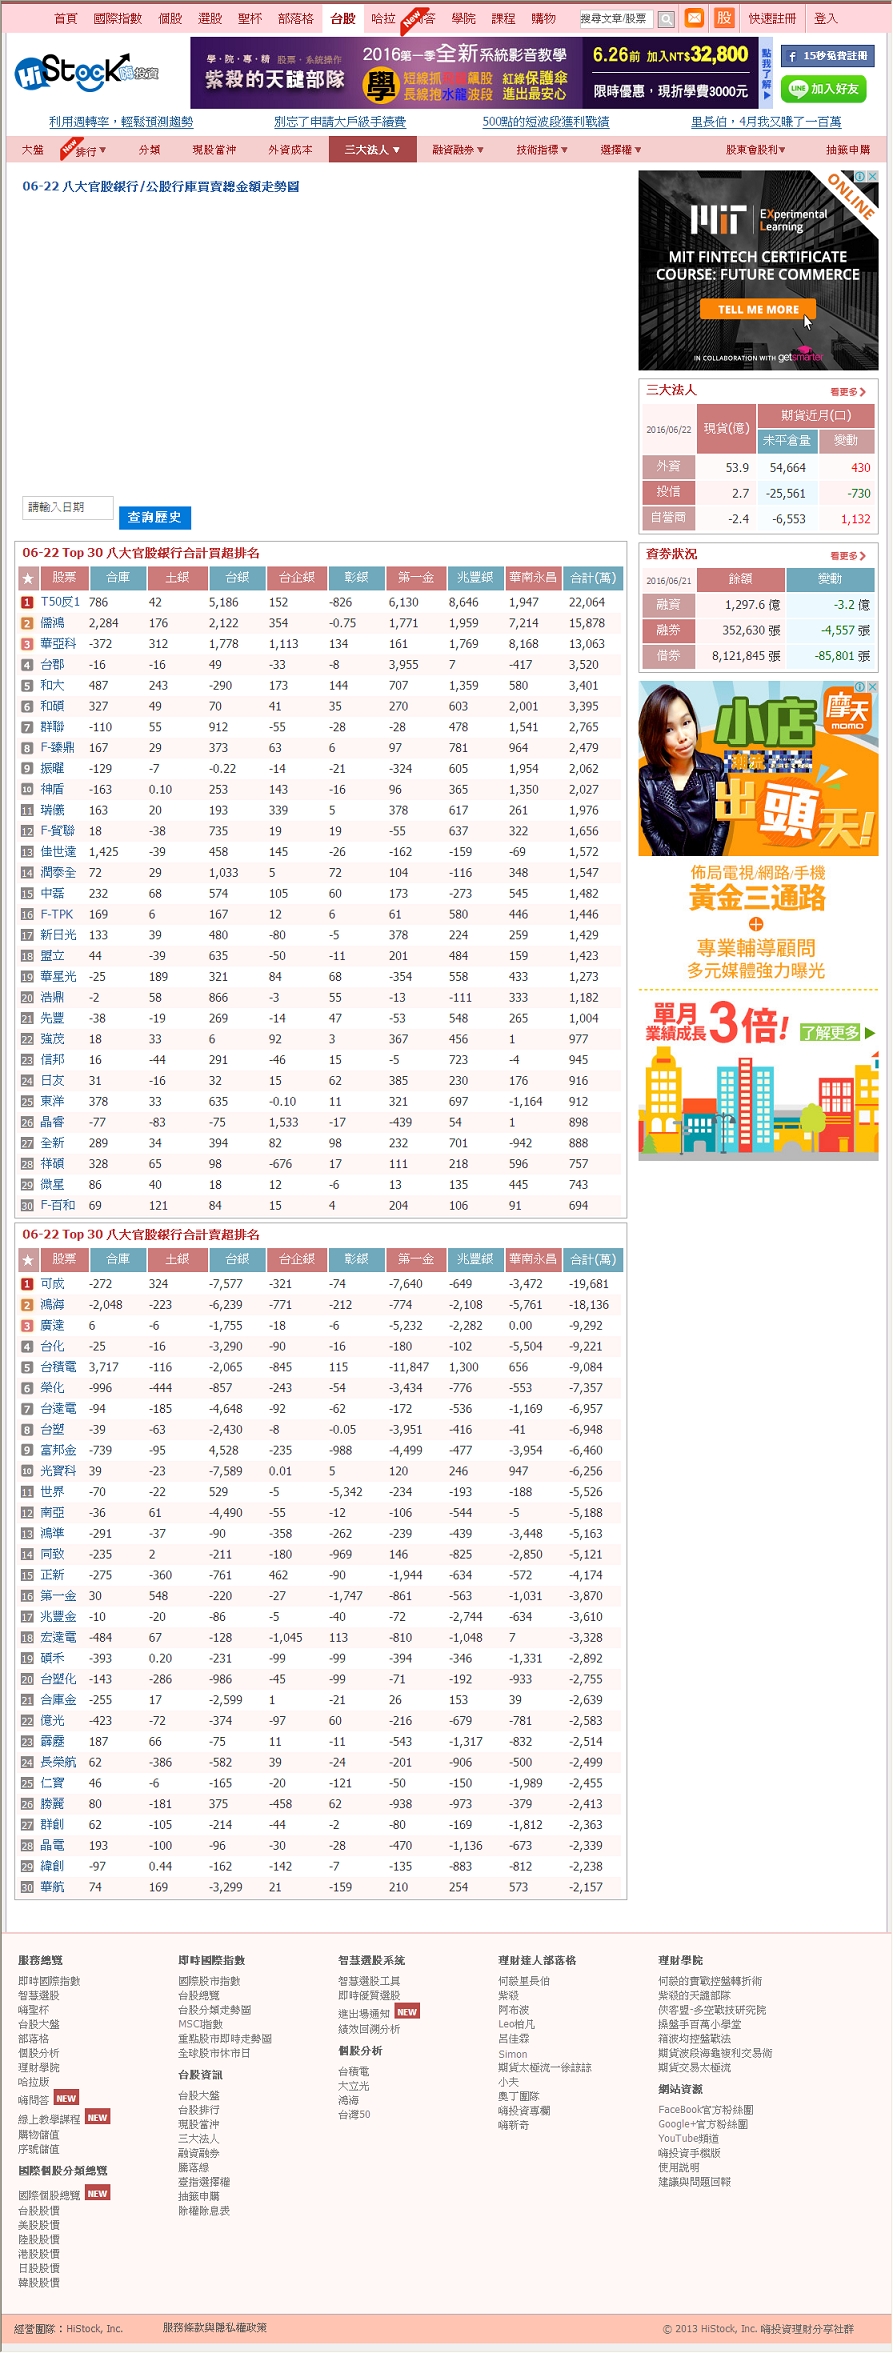 首頁 國際指數 個股 選股 聖杯 部落格 台股 哈拉 New 答 學院 課程 購物 搜尋文章/股票 股 快速註冊 登入
HiStock 嗨投資
學・院・專・精 股票・系統操作
紫殺的天謎部隊
2016第一季全新系統影音教學
學 短線抓 飆股 紅綠保護傘
長線抱水龍波段 進出最安心
6.26前 加入NT$32,800
限時優惠，現折學費3000元
點我了解
f 15秒免費註冊
LINE 加入好友
利用週轉率，輕鬆預測趨勢 別忘了申請大戶級手續費 500點的短波段獲利戰績 里長伯，4月我又賺了一百萬
大盤 New 排行▼ 分類 現股當沖 外資成本 三大法人▼ 融資融券▼ 技術指標▼ 選擇權▼ 股東會股利▼ 抽籤申購
06-22 八大官股銀行/公股行庫買賣總金額走勢圖
請輸入日期 查詢歷史
06-22 Top 30 八大官股銀行合計買超排名
★ 股票 合庫 土銀 台銀 台企銀 彰銀 第一金 兆豐銀 華南永昌 合計(萬)
1 T50反1 786 42 5,186 152 -826 6,130 8,646 1,947 22,064
2 儒鴻 2,284 176 2,122 354 -0.75 1,771 1,959 7,214 15,878
3 華亞科 -372 312 1,778 1,113 134 161 1,769 8,168 13,063
4 台郡 -16 -16 49 -33 -8 3,955 7 -417 3,520
5 和大 487 243 -290 173 144 707 1,359 580 3,401
6 和碩 327 49 70 41 35 270 603 2,001 3,395
7 群聯 -110 55 912 -55 -28 -28 478 1,541 2,765
8 F-臻鼎 167 29 373 63 6 97 781 964 2,479
9 振曜 -129 -7 -0.22 -14 -21 -324 605 1,954 2,062
10 神盾 -163 0.10 253 143 -16 96 365 1,350 2,027
11 瑞儀 163 20 193 339 5 378 617 261 1,976
12 F-貿聯 18 -38 735 19 19 -55 637 322 1,656
13 佳世達 1,425 -39 458 145 -26 -162 -159 -69 1,572
14 潤泰全 72 29 1,033 5 72 104 -116 348 1,547
15 中磊 232 68 574 105 60 173 -273 545 1,482
16 F-TPK 169 6 167 12 6 61 580 446 1,446
17 新日光 133 39 480 -80 -5 378 224 259 1,429
18 盟立 44 -39 635 -50 -11 201 484 159 1,423
19 華星光 -25 189 321 84 68 -354 558 433 1,273
20 浩鼎 -2 58 866 -3 55 -13 -111 333 1,182
21 先豐 -38 -19 269 -14 47 -53 548 265 1,004
22 強茂 18 33 6 92 3 367 456 1 977
23 信邦 16 -44 291 -46 15 -5 723 -4 945
24 日友 31 -16 32 15 62 385 230 176 916
25 東洋 378 33 635 -0.10 11 321 697 -1,164 912
26 晶睿 -77 -83 -75 1,533 -17 -439 54 1 898
27 全新 289 34 394 82 98 232 701 -942 888
28 祥碩 328 65 98 -676 17 111 218 596 757
29 微星 86 40 18 12 -6 13 135 445 743
30 F-百和 69 121 84 15 4 204 106 91 694
06-22 Top 30 八大官股銀行合計賣超排名
★ 股票 合庫 土銀 台銀 台企銀 彰銀 第一金 兆豐銀 華南永昌 合計(萬)
1 可成 -272 324 -7,577 -321 -74 -7,640 -649 -3,472 -19,681
2 鴻海 -2,048 -223 -6,239 -771 -212 -774 -2,108 -5,761 -18,136
3 廣達 6 -6 -1,755 -18 -6 -5,232 -2,282 0.00 -9,292
4 台化 -25 -16 -3,290 -90 -16 -180 -102 -5,504 -9,221
5 台積電 3,717 -116 -2,065 -845 115 -11,847 1,300 656 -9,084
6 榮化 -996 -444 -857 -243 -54 -3,434 -776 -553 -7,357
7 台達電 -94 -185 -4,648 -92 -62 -172 -536 -1,169 -6,957
8 台塑 -39 -63 -2,430 -8 -0.05 -3,951 -416 -41 -6,948
9 富邦金 -739 -95 4,528 -235 -988 -4,499 -477 -3,954 -6,460
10 光寶科 39 -23 -7,589 0.01 5 120 246 947 -6,256
11 世界 -70 -22 529 -5 -5,342 -234 -193 -188 -5,526
12 南亞 -36 61 -4,490 -55 -12 -106 -544 -5 -5,188
13 鴻準 -291 -37 -90 -358 -262 -239 -439 -3,448 -5,163
14 同致 -235 2 -211 -180 -969 146 -825 -2,850 -5,121
15 正新 -275 -360 -761 462 -90 -1,944 -634 -572 -4,174
16 第一金 30 548 -220 -27 -1,747 -861 -563 -1,031 -3,870
17 兆豐金 -10 -20 -86 -5 -40 -72 -2,744 -634 -3,610
18 宏達電 -484 67 -128 -1,045 113 -810 -1,048 7 -3,328
19 碩禾 -393 0.20 -231 -99 -99 -394 -346 -1,331 -2,892
20 台塑化 -143 -286 -986 -45 -99 -71 -192 -933 -2,755
21 合庫金 -255 17 -2,599 1 -21 26 153 39 -2,639
22 億光 -423 -72 -374 -97 60 -216 -679 -781 -2,583
23 霹靂 187 66 -75 11 -11 -543 -1,317 -832 -2,514
24 長榮航 62 -386 -582 39 -24 -201 -906 -500 -2,499
25 仁寶 46 -6 -165 -20 -121 -50 -150 -1,989 -2,455
26 勝麗 80 -181 375 -458 62 -938 -973 -379 -2,413
27 群創 62 -105 -214 -44 -2 -80 -169 -1,812 -2,363
28 晶電 193 -100 -96 -30 -28 -470 -1,136 -673 -2,339
29 緯創 -97 0.44 -162 -142 -7 -135 -883 -812 -2,238
30 華航 74 169 -3,299 21 -159 210 254 573 -2,157
ONLINE
MIT EXperimental Learning
MIT FINTECH CERTIFICATE
COURSE: FUTURE COMMERCE
TELL ME MORE
IN COLLABORATION WITH getsmarter
三大法人 看更多
2016/06/22 現貨(億) 期貨近月(口)
未平倉量 變動
外資 53.9 54,664 430
投信 2.7 -25,561 -730
自營商 -2.4 -6,553 1,132
資券狀況 看更多
2016/06/21 餘額 變動
融資 1,297.6 億 -3.2 億
融券 352,630 張 -4,557 張
借券 8,121,845 張 -85,801 張
小店
摩天
momo
潮流
出頭天!
佈局電視/網路/手機
黃金三通路
+
專業輔導顧問
多元媒體強力曝光
單月
業績成長3倍! 了解更多
服務總覽
即時國際指數
智慧選股
嗨聖杯
台股大盤
部落格
個股分析
理財學院
哈拉版
嗨問答 NEW
線上教學課程 NEW
購物儲值
序號儲值
國際個股分類總覽
國際個股總覽 NEW
台股股價
美股股價
陸股股價
港股股價
日股股價
韓股股價
即時國際指數
國際股市指數
台股總覽
台股分類走勢圖
MSCI指數
重點股市即時走勢圖
全球股市休市日
台股資訊
台股大盤
台股排行
現股當沖
三大法人
融資融券
騰落線
臺指選擇權
抽籤申購
除權除息表
智慧選股系統
智慧選股工具
即時優質選股
進出場通知 NEW
績效回溯分析
個股分析
台積電
大立光
鴻海
台灣50
理財達人部落格
何毅里長伯
紫殺
阿布波
Leo柏凡
呂佳霖
Simon
期貨太極流一徐諒諒
小夫
奧丁團隊
嗨投資專欄
嗨新奇
理財學院
何毅的實戰控盤轉折術
紫殺的天謎部隊
俠客盟-多空戰技研究院
操盤手百萬小學堂
箱波均控盤戰法
期貨波段海龜複利交易術
期貨交易太極流
網站資源
FaceBook官方粉絲團
Google+官方粉絲團
YouTube頻道
嗨投資手機版
使用說明
建議與問題回報
經營團隊：HiStock, Inc. 服務條款與隱私權政策 © 2013 HiStock, Inc. 嗨投資理財分享社群